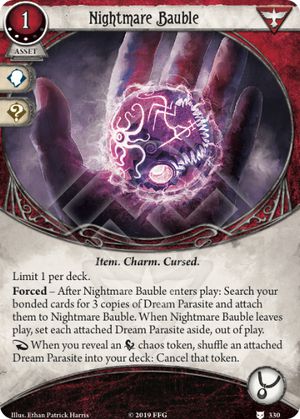 1
Nightmare Bauble
ASSET
Item. Charm. Cursed.
Limit 1 per deck.
Forced – After Nightmare Bauble enters play: Search your
bonded cards for 3 copies of Dream Parasite and attach
them to Nightmare Bauble. When Nightmare Bauble leaves
play, set each attached Dream Parasite aside, out of play.
When you reveal an chaos token, shuffle an attached
Dream Parasite into your deck: Cancel that token.
Illus. Ethan Patrick Harris
© 2019 FFG
330